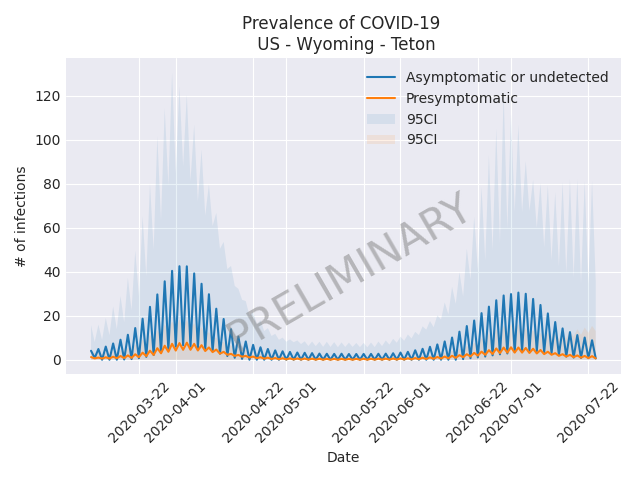 Prevalence of COVID-19
US - Wyoming - Teton
Asymptomatic or undetected
Presymptomatic
95CI
95CI
# of infections
120
100
80
60
40
20
0
PRELIMINARY
2020-03-22
2020-04-01
2020-04-22
2020-05-01
2020-05-22
2020-06-01
2020-06-22
2020-07-01
2020-07-22
Date